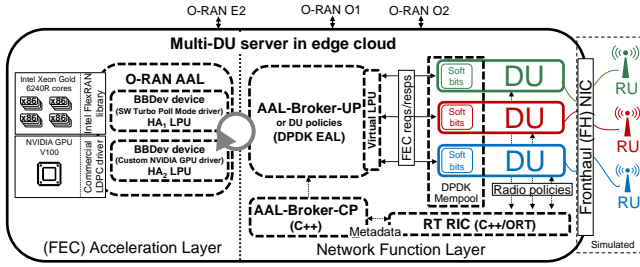 O-RAN E2
O-RAN O1
O-RAN O2
Multi-DU server in edge cloud
Intel Xeon Gold
6240R cores
x86
x86
x86
x86
Intel FlexRAN
library
NVIDIA GPU
V100
Commercial
LDPC driver
O-RAN AAL
BBDev device
(SW Turbo Poll Mode driver)
HA1 LPU
BBDev device
(Custom NVIDIA GPU driver)
HA2 LPU
(FEC) Acceleration Layer
AAL-Broker-UP
or DU policies
(DPDK EAL)
Virtual LPU
FEC reqs/resps
Soft
bits
DU
Soft
bits
DU
Soft
bits
DU
DPDK
Mempool
Radio policies
AAL-Broker-CP
(C++)
Metadata
RT RIC (C++/ORT)
Network Function Layer
Fronthaul (FH) NIC
RU
RU
RU
Simulated